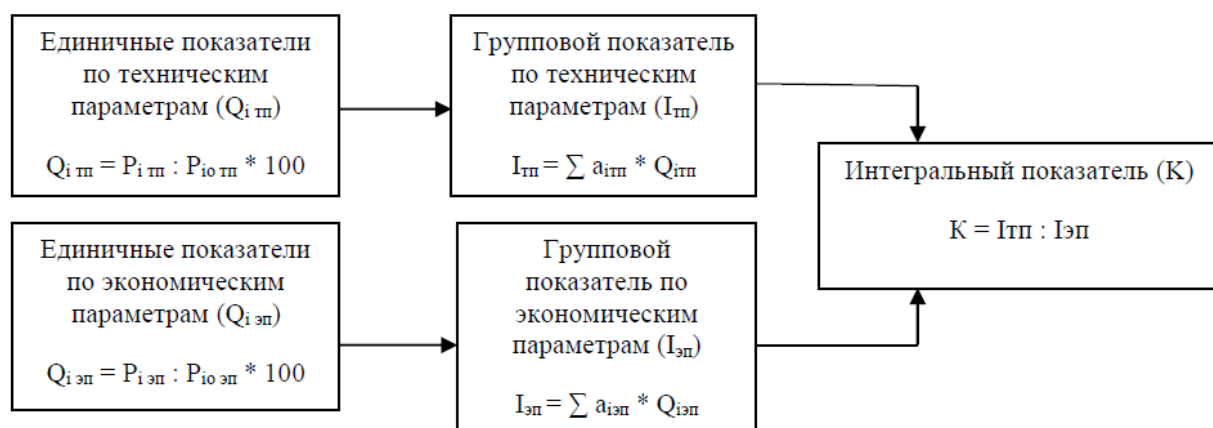 Единичные показатели
по техническим
параметрам (Qi тп)
Qi тп = Pi тп : Pio тп * 100
Групповой показатель
по техническим
параметрам (Iтп)
Iтп = ∑ aiтп * Qiтп
Интегральный показатель (K)
K = Iтп : Iэп
Единичные показатели
по экономическим
параметрам (Qi эп)
Qi эп = Pi эп : Pio эп * 100
Групповой
показатель по
экономическим
параметрам (Iэп)
Iэп = ∑ aiэп * Qiэп